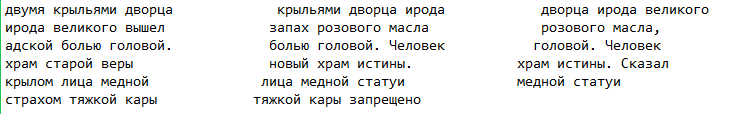 двумя крыльями дворца крыльями дворца ирода дворца ирода великого
ирода великого вышел запах розового масла розового масла,
адской болью головой. болью головой. Человек головой. Человек
храм старой веры новый храм истины. храм истины. Сказал
крылом лица медной лица медной статуи медной статуи
страхом тяжкой кары тяжкой кары запрещено